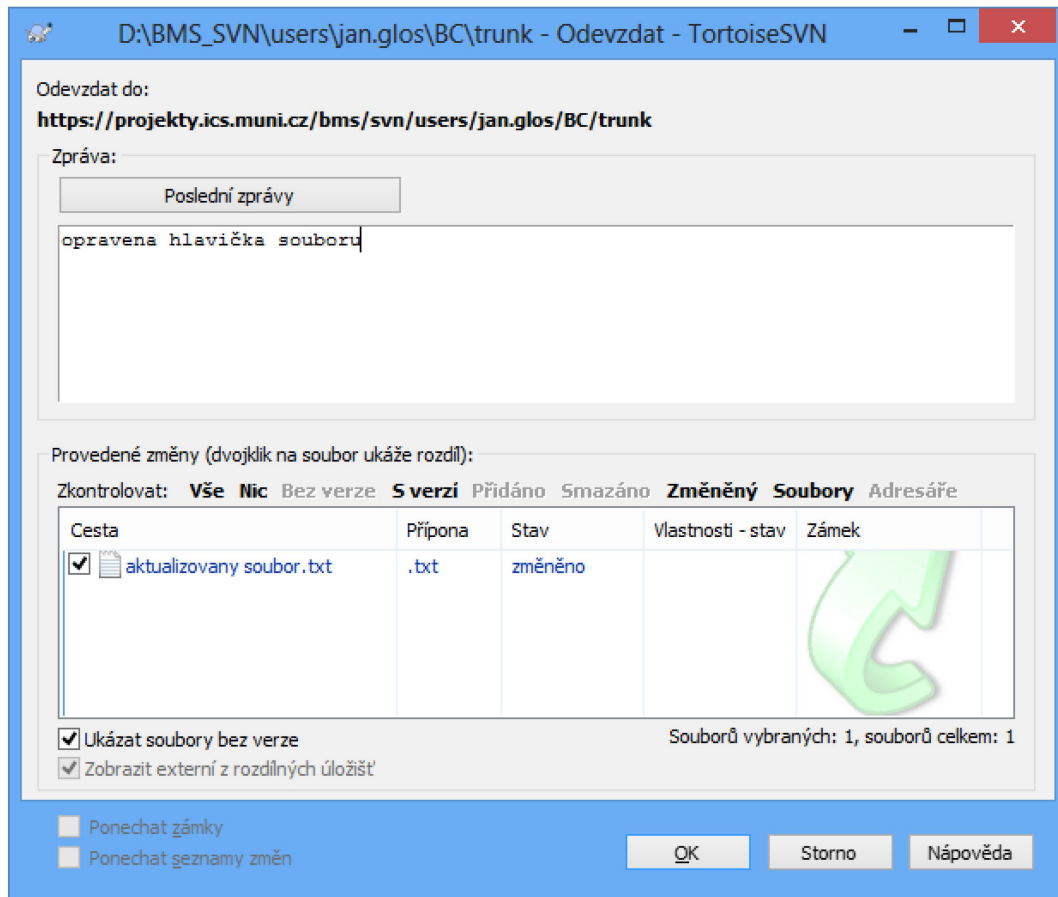 D:\BMS_SVN\users\jan.glos\BC\trunk - Odevzdat - TortoiseSVN
Odevzdat do:
https://projekty.ics.muni.cz/bms/svn/users/jan.glos/BC/trunk
Zpráva:
Poslední zprávy
opravena hlavička souboru
Provedené změny (dvojklik na soubor ukáže rozdíl):
Zkontrolovat: Vše Nic Bez verze S verzí Přidáno Smazáno Změněný Soubory Adresáře
Cesta Přípona Stav Vlastnosti - stav Zámek
aktualizovany soubor.txt .txt změněno
Ukázat soubory bez verze Souborů vybraných: 1, souborů celkem: 1
Zobrazit externí z rozdílných úložišť
Ponechat zámky
Ponechat seznamy změn
OK Storno Nápověda